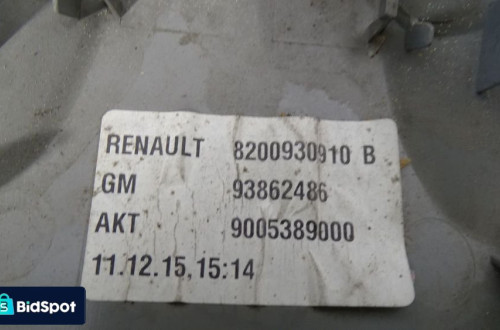 RENAULT 8200930910 B
GM 93862486
AKT 9005389000
11.12.15, 15:14
BidSpot